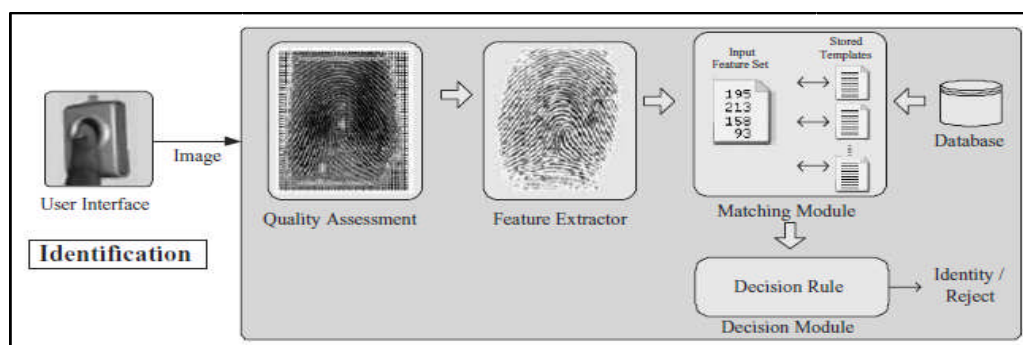 User Interface
Identification
Image
Quality Assessment
Feature Extractor
Input
Feature Set
195
213
158
93
Stored
Templates
Matching Module
Database
Decision Rule
Decision Module
Identity /
Reject